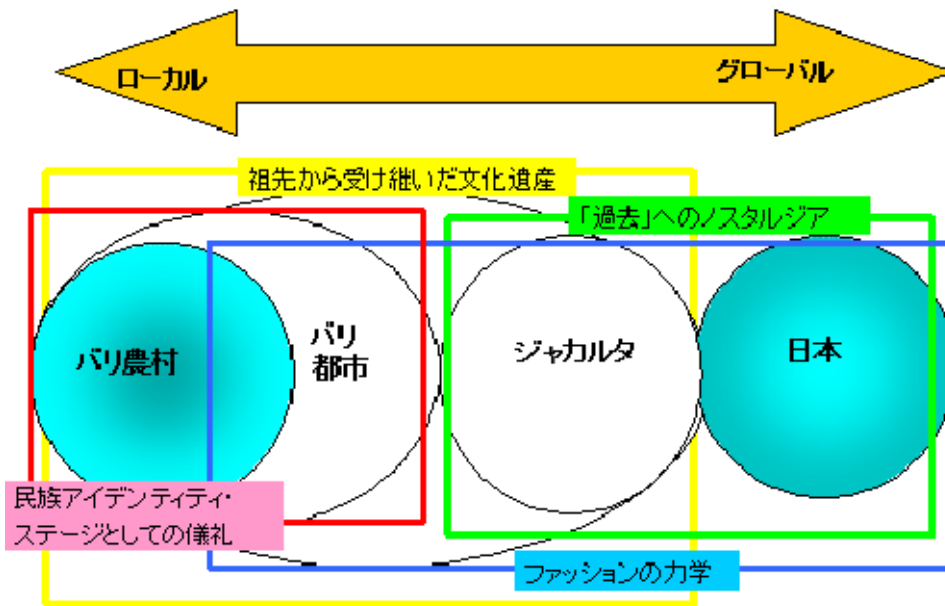 ローカル
グローバル
祖先から受け継いだ文化遺産
「過去」へのノスタルジア
バリ農村
バリ
都市
ジャカルタ
日本
民族アイデンティティ・
ステージとしての儀礼
ファッションの力学